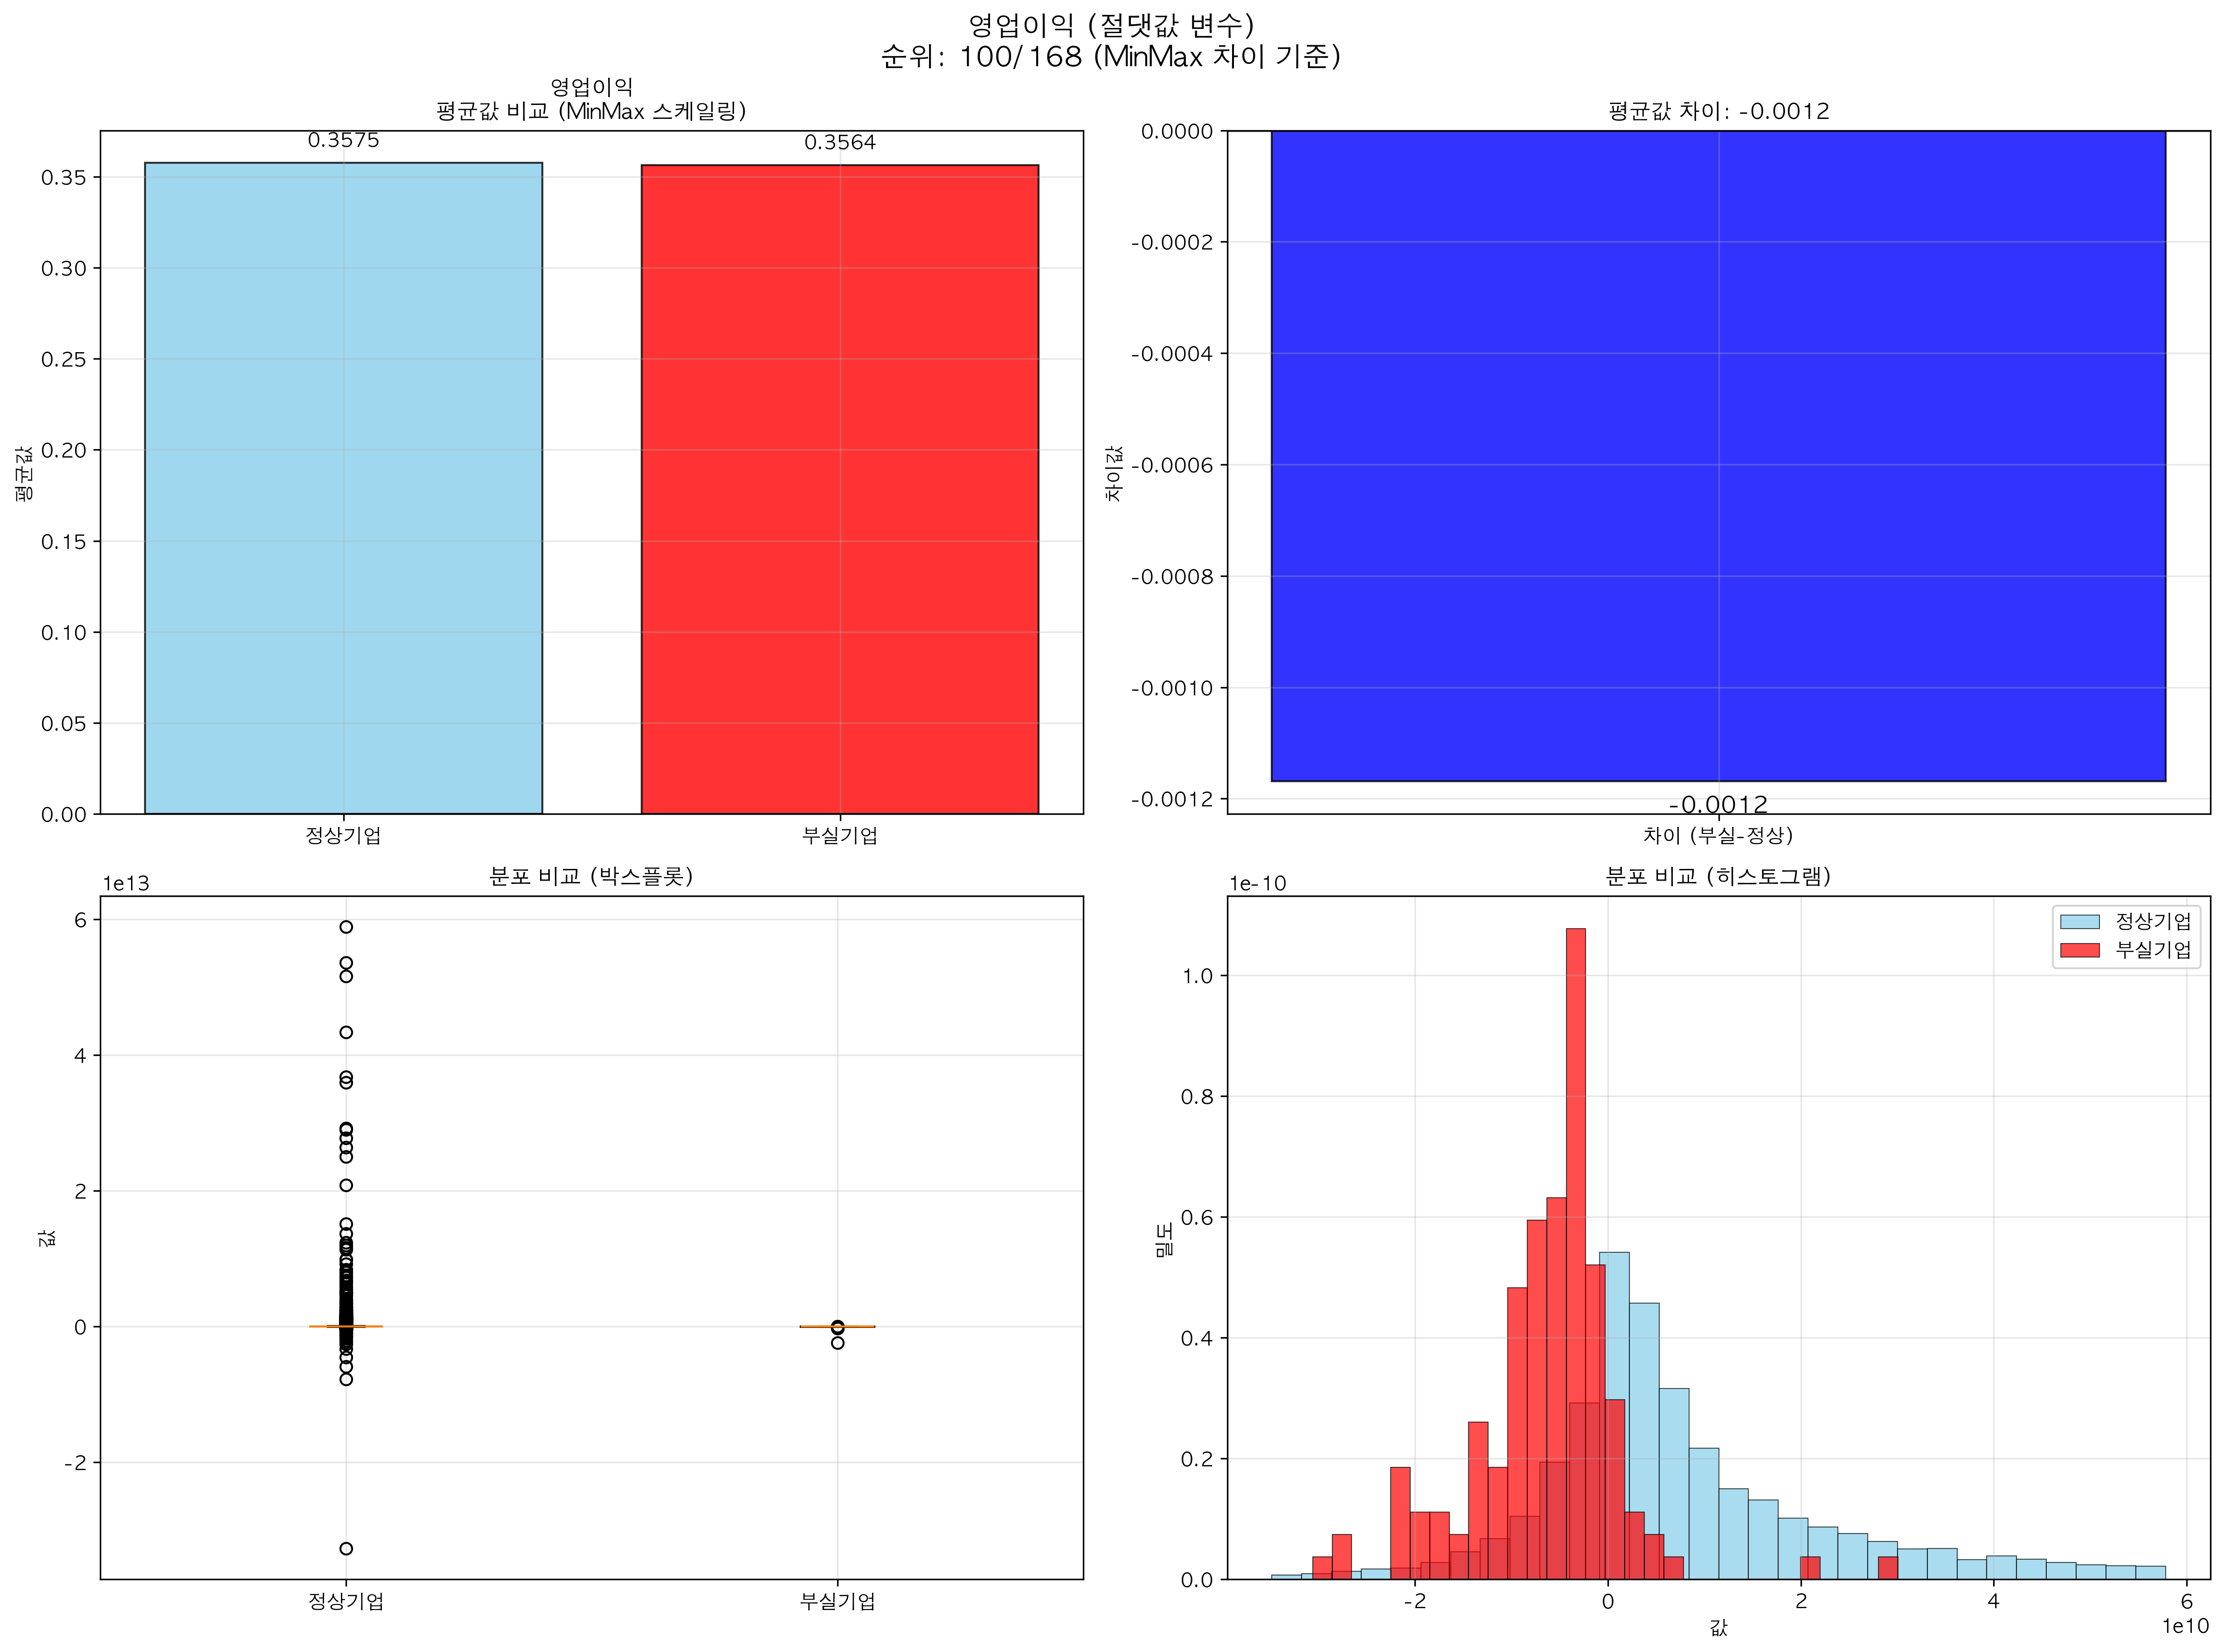 영업이익 (절댓값 변수)
순위: 100/168 (MinMax 차이 기준)
영업이익
평균값 비교 (MinMax 스케일링)
0.3575
0.3564
0.35
0.30
0.25
0.20
0.15
0.10
0.05
0.00
평균값
정상기업
부실기업
평균값 차이: -0.0012
0.0000
-0.0002
-0.0004
-0.0006
-0.0008
-0.0010
-0.0012
차이값
-0.0012
차이 (부실-정상)
분포 비교 (박스플롯)
1e13
6
4
2
0
-2
값
정상기업
부실기업
분포 비교 (히스토그램)
1e-10
정상기업
부실기업
1.0
0.8
0.6
0.4
0.2
0.0
밀도
-2
0
2
4
6
1e10
값